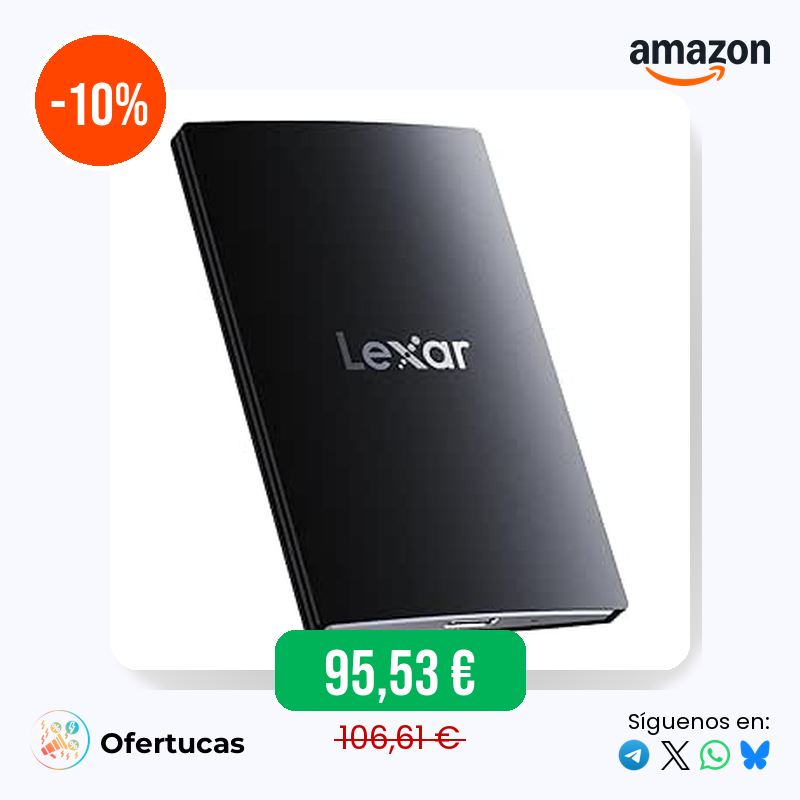 -10%
amazon
Lexar
95,53 €
106,61 €
Ofertucas
Síguenos en: